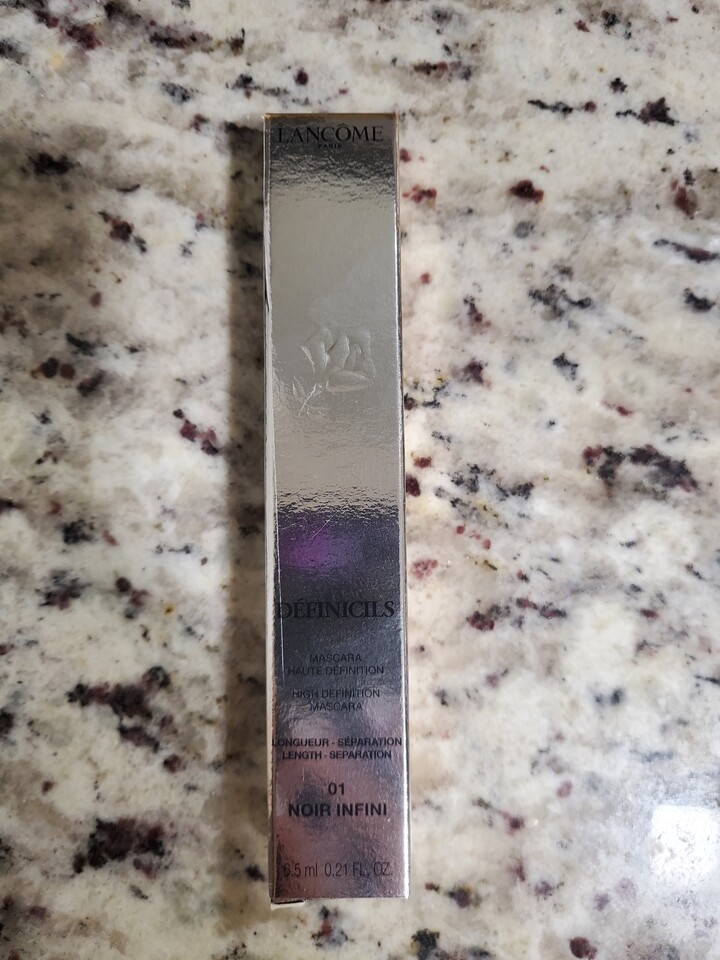 LANCÔME
PARIS
DÉFINICILS
MASCARA
HAUTE DÉFINITION
HIGH DEFINITION
MASCARA
LONGUEUR - SÉPARATION
LENGTH - SEPARATION
01
NOIR INFINI
6.5 ml 0.21 FL. OZ.